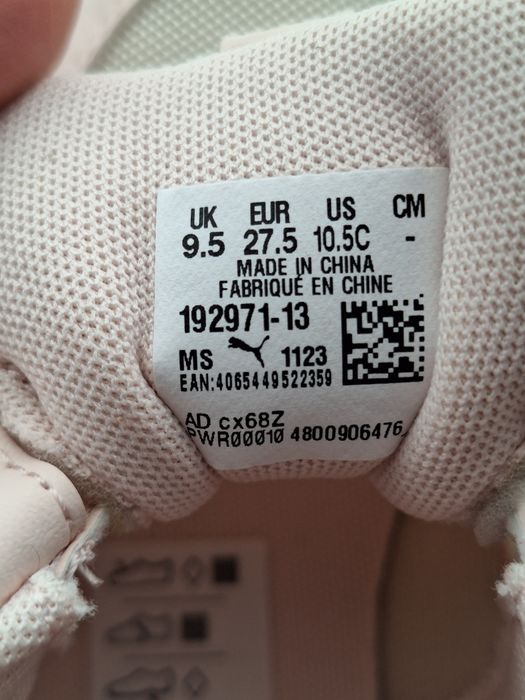 UK EUR US CM
9.5 27.5 10.5C -
MADE IN CHINA
FABRIQUÉ EN CHINE
192971-13
MS 1123
EAN:4065449522359
AD cx68Z
PWR00010 4800906476